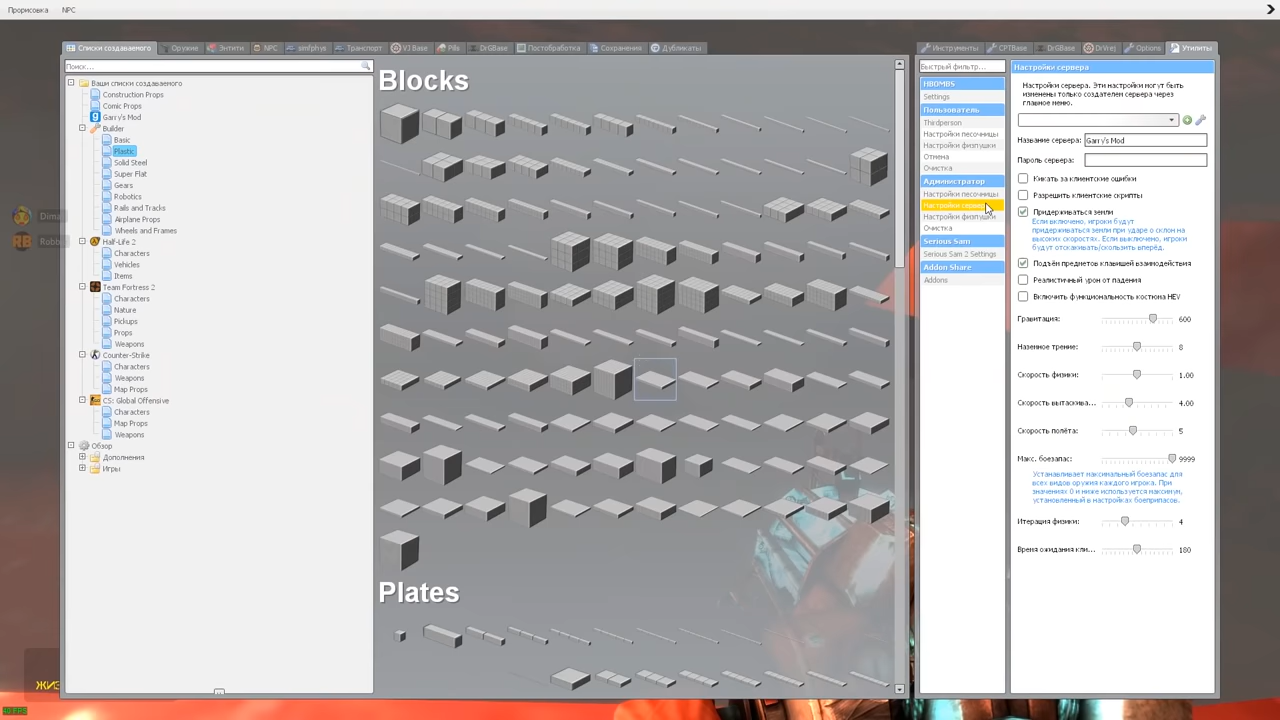 Прорисовка NPC
Списки создаваемого Оружие Энтити NPC simfphys Транспорт VJ Base Pills DrGBase Постобработка Сохранения Дубликаты
Инструменты CPTBase DrGBase DrVrej Options Утилиты
Поиск...
Ваши списки создаваемого
Construction Props
Comic Props
Garry's Mod
Builder
Basic
Plastic
Solid Steel
Super Flat
Gears
Robotics
Rails and Tracks
Airplane Props
Wheels and Frames
Half-Life 2
Characters
Vehicles
Items
Team Fortress 2
Characters
Nature
Pickups
Props
Weapons
Counter-Strike
Characters
Weapons
Map Props
CS: Global Offensive
Characters
Map Props
Weapons
Обзор
Дополнения
Игры
Blocks
Plates
Быстрый фильтр...
HBOMBS
Settings
Пользователь
Thirdperson
Настройки песочницы
Настройки физпушки
Отмена
Очистка
Администратор
Настройки песочницы
Настройки сервера
Настройки физпушки
Очистка
Serious Sam
Serious Sam 2 Settings
Addon Share
Addons
Настройки сервера
Настройки сервера. Эти настройки могут быть
изменены только создателем сервера через
главное меню.
Название сервера: Garry's Mod
Пароль сервера:
Кикать за клиентские ошибки
Разрешить клиентские скрипты
Придерживаться земли
Если включено, игроки будут
придерживаться земли при ударе о склон на
высоких скоростях. Если выключено, игроки
будут отскакивать/скользить вперёд.
Подъём предметов клавишей взаимодействия
Реалистичный урон от падения
Включить функциональность костюма HEV
Гравитация: 600
Наземное трение: 8
Скорость физики: 1.00
Скорость вытаскива... 4.00
Скорость полёта: 5
Макс. боезапас: 9999
Устанавливает максимальный боезапас для
всех видов оружия каждого игрока. При
значениях 0 и ниже используется максимум,
установленный в настройках боеприпасов.
Итерация физики: 4
Время ожидания кли... 180
Dima
Robb
ЖИЗ